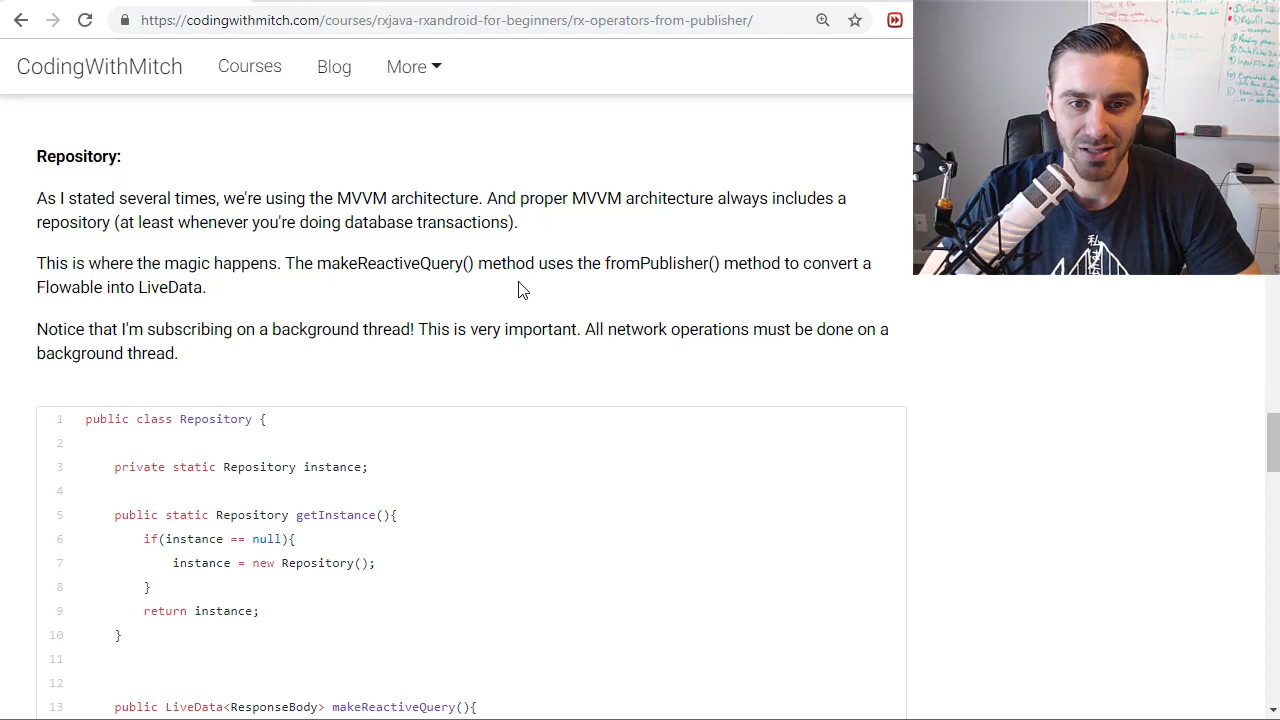 https://codingwithmitch.com/courses/rxjava-android-for-beginners/rx-operators-from-publisher/
CodingWithMitch Courses Blog More
Repository:
As I stated several times, we're using the MVVM architecture. And proper MVVM architecture always includes a
repository (at least whenever you're doing database transactions).
This is where the magic happens. The makeReactiveQuery() method uses the fromPublisher() method to convert a
Flowable into LiveData.
Notice that I'm subscribing on a background thread! This is very important. All network operations must be done on a
background thread.
1 public class Repository {
2
3 private static Repository instance;
4
5 public static Repository getInstance(){
6 if(instance == null){
7 instance = new Repository();
8 }
9 return instance;
10 }
11
12
13 public LiveData<ResponseBody> makeReactiveQuery(){
私